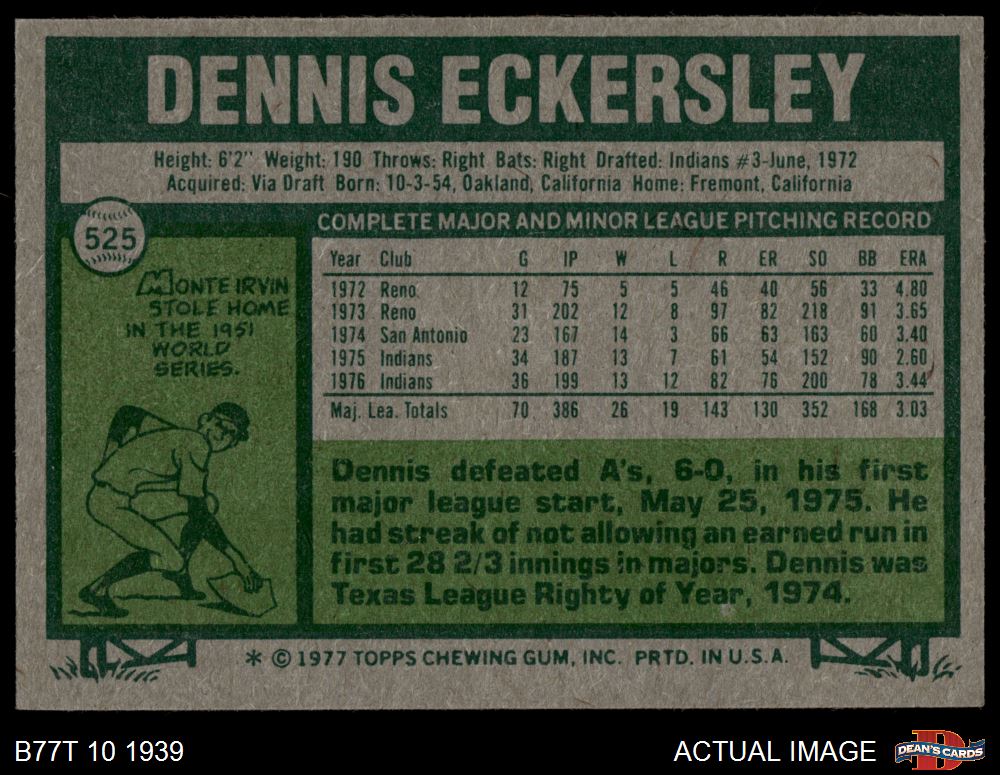 DENNIS ECKERSLEY
Height: 6'2" Weight: 190 Throws: Right Bats: Right Drafted: Indians #3-June, 1972
Acquired: Via Draft Born: 10-3-54, Oakland, California Home: Fremont, California
525
MONTE IRVIN
STOLE HOME
IN THE 1951
WORLD
SERIES.
COMPLETE MAJOR AND MINOR LEAGUE PITCHING RECORD
Year Club G IP W L R ER SO BB ERA
1972 Reno 12 75 5 5 46 40 56 33 4.80
1973 Reno 31 202 12 8 97 82 218 91 3.65
1974 San Antonio 23 167 14 3 66 63 163 60 3.40
1975 Indians 34 187 13 7 61 54 152 90 2.60
1976 Indians 36 199 13 12 82 76 200 78 3.44
Maj. Lea. Totals 70 386 26 19 143 130 352 168 3.03
Dennis defeated A's, 6-0, in his first
major league start, May 25, 1975. He
had streak of not allowing an earned run in
first 28 2/3 innings in majors. Dennis was
Texas League Righty of Year, 1974.
* © 1977 TOPPS CHEWING GUM, INC. PRTD. IN U.S.A.
B77T 10 1939
ACTUAL IMAGE
D
DEAN'S CARDS